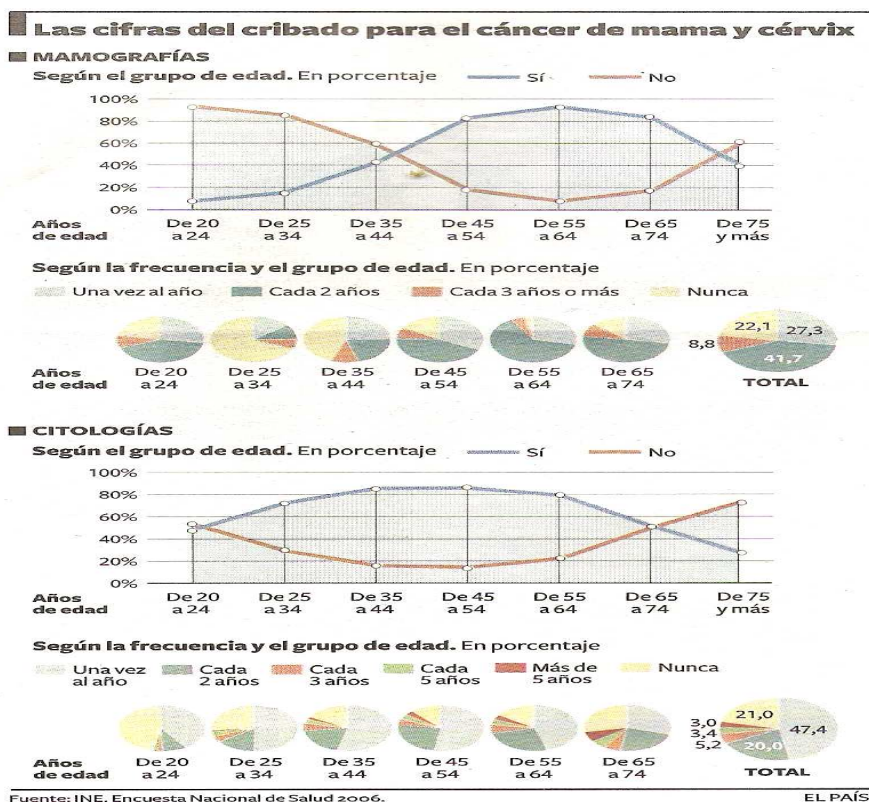 Las cifras del cribado para el cáncer de mama y cérvix
MAMOGRAFÍAS
Según el grupo de edad. En porcentaje Sí No
100%
80%
60%
40%
20%
0%
Años de edad
De 20 a 24
De 25 a 34
De 35 a 44
De 45 a 54
De 55 a 64
De 65 a 74
De 75 y más
Según la frecuencia y el grupo de edad. En porcentaje
Una vez al año Cada 2 años Cada 3 años o más Nunca
22,1 27,3
8,8
41,7
Años de edad
De 20 a 24
De 25 a 34
De 35 a 44
De 45 a 54
De 55 a 64
De 65 a 74
TOTAL
CITOLOGÍAS
Según el grupo de edad. En porcentaje Sí No
100%
80%
60%
40%
20%
0%
Años de edad
De 20 a 24
De 25 a 34
De 35 a 44
De 45 a 54
De 55 a 64
De 65 a 74
De 75 y más
Según la frecuencia y el grupo de edad. En porcentaje
Una vez al año
Cada 2 años
Cada 3 años
Cada 5 años
Más de 5 años
Nunca
21,0
3,0
3,4 47,4
5,2 20,0
Años de edad
De 20 a 24
De 25 a 34
De 35 a 44
De 45 a 54
De 55 a 64
De 65 a 74
TOTAL
Fuente: INE. Encuesta Nacional de Salud 2006. EL PAÍS